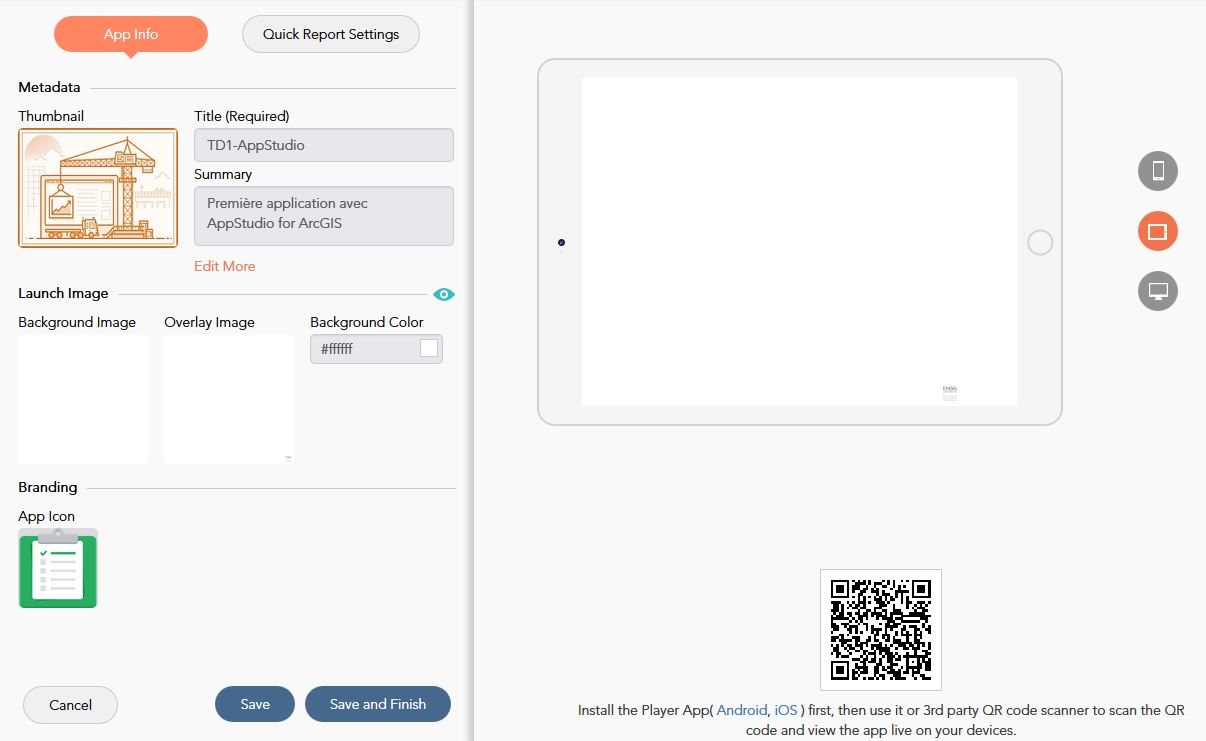 App Info
Quick Report Settings
Metadata
Thumbnail
Title (Required)
TD1-AppStudio
Summary
Première application avec
AppStudio for ArcGIS
Edit More
Launch Image
Background Image
Overlay Image
Background Color
#ffffff
Branding
App Icon
Cancel
Save
Save and Finish
ENSG
Install the Player App( Android, iOS ) first, then use it or 3rd party QR code scanner to scan the QR
code and view the app live on your devices.